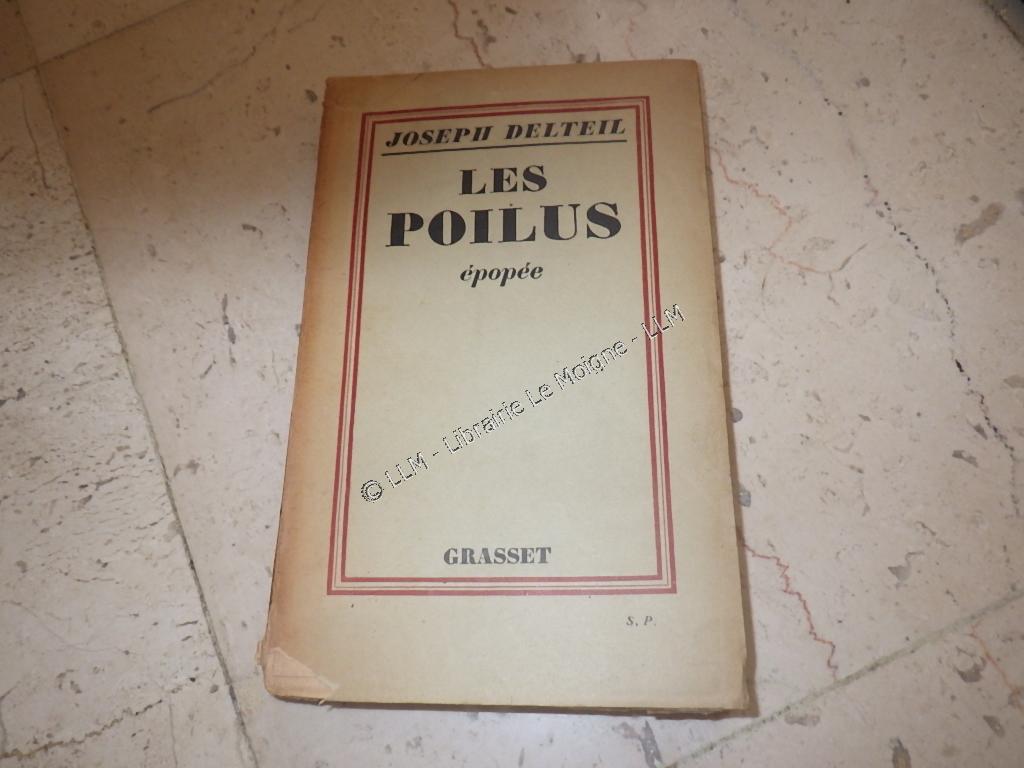 JOSEPH DELTEIL
LES
POILUS
épopée
© LLM - Librairie Le Moigne - LLM
GRASSET
S. P.